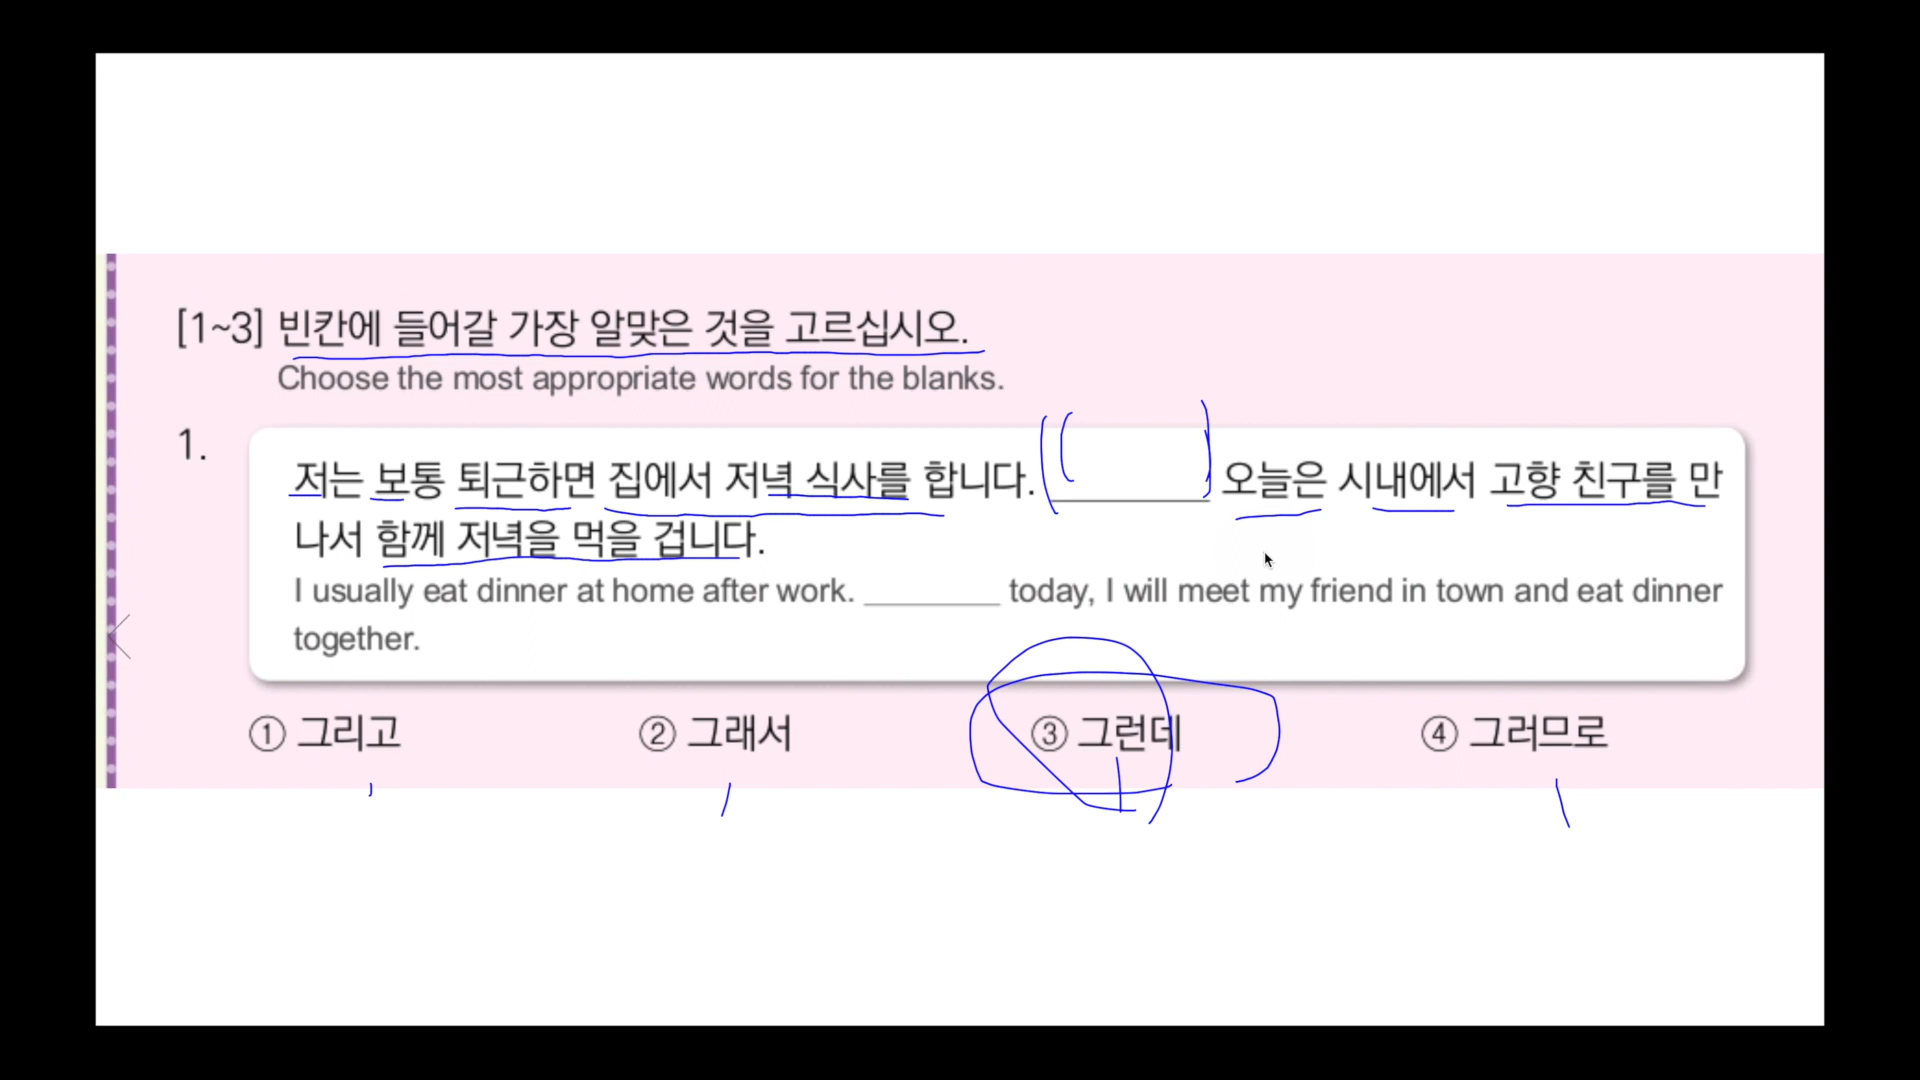 [1~3] 빈칸에 들어갈 가장 알맞은 것을 고르십시오.
Choose the most appropriate words for the blanks.
1.
저는 보통 퇴근하면 집에서 저녁 식사를 합니다. ________ 오늘은 시내에서 고향 친구를 만
나서 함께 저녁을 먹을 겁니다.
I usually eat dinner at home after work. ________ today, I will meet my friend in town and eat dinner
together.
① 그리고 ② 그래서 ③ 그런데 ④ 그러므로